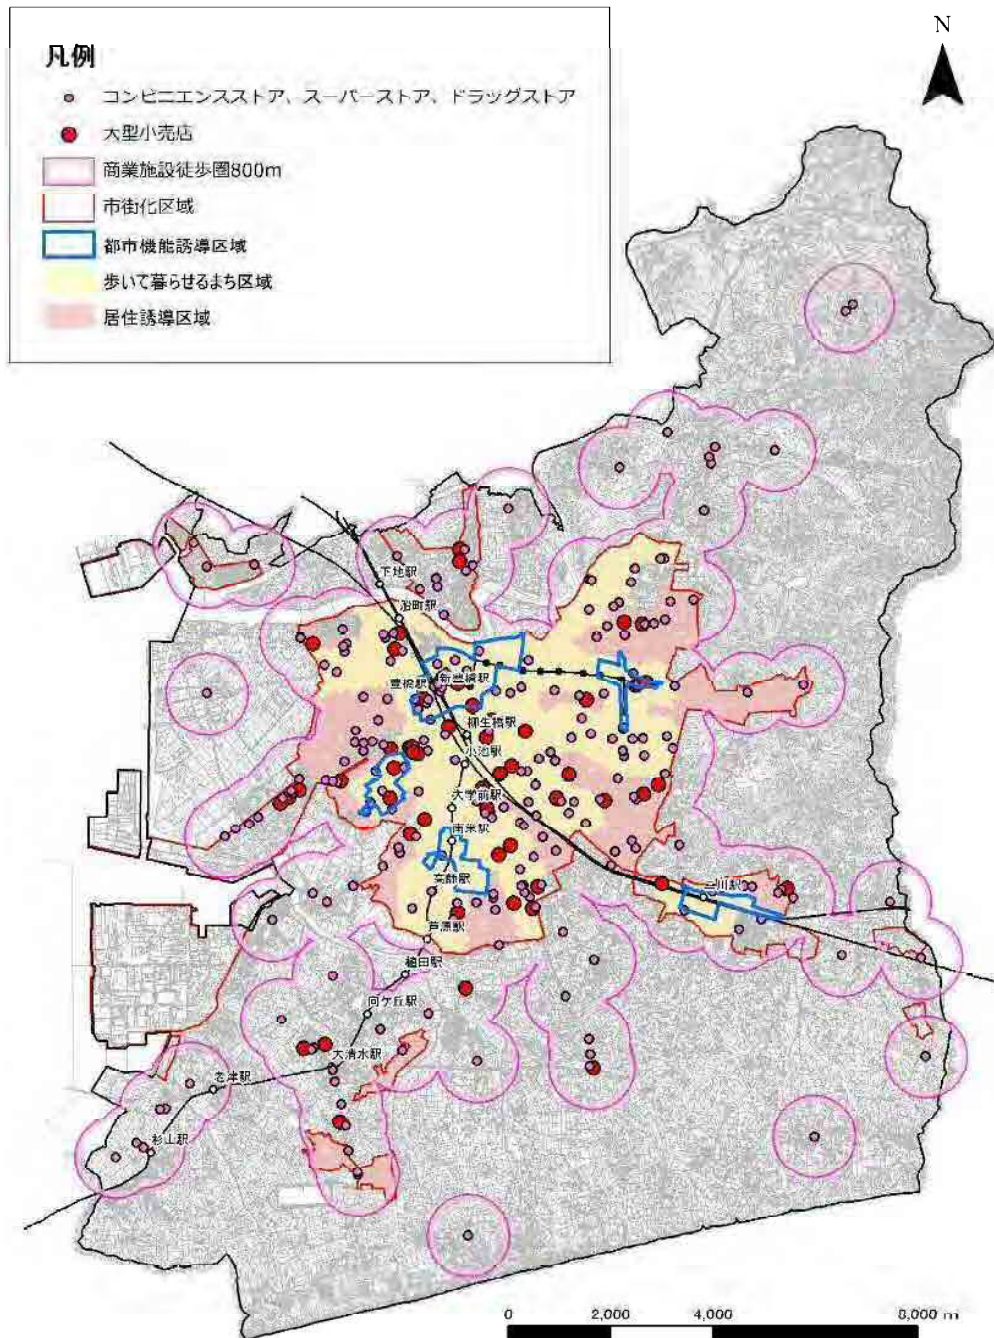 N
凡例
コンビニエンスストア、スーパーストア、ドラッグストア
大型小売店
商業施設徒歩圏800m
市街化区域
都市機能誘導区域
歩いて暮らせるまち区域
居住誘導区域
下地駅
船町駅
豊橋駅
新豊橋駅
柳生橋駅
小池駅
大学前駅
南栄駅
高師駅
二川駅
芦原駅
植田駅
向ケ丘駅
大清水駅
老津駅
杉山駅
0 2,000 4,000 8,000 m